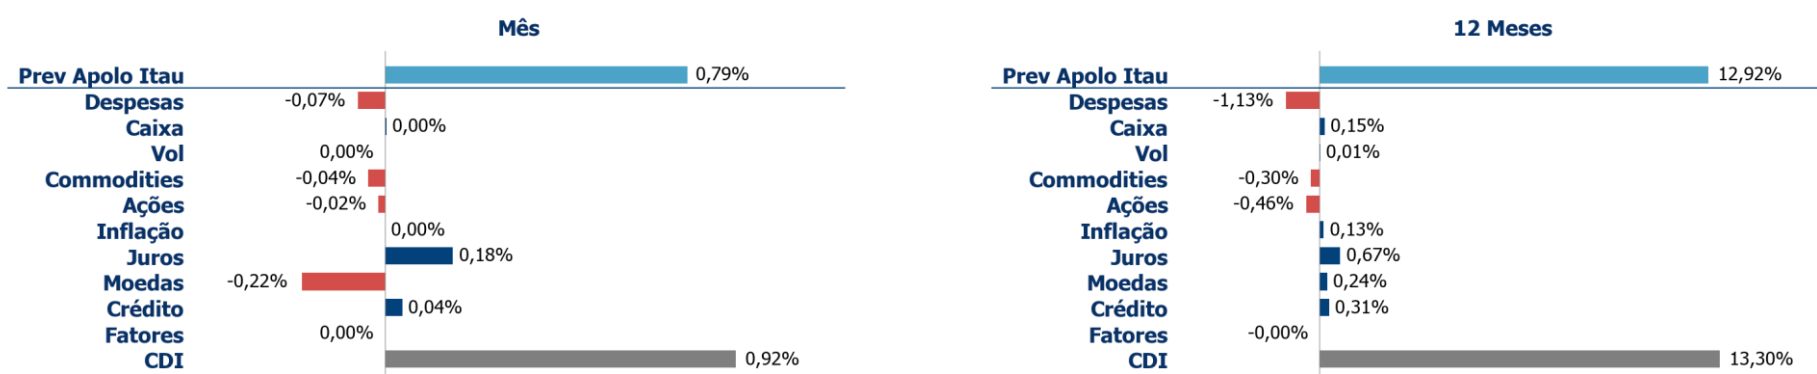 Mês
Prev Apolo Itau 0,79%
Despesas -0,07%
Caixa 0,00%
Vol 0,00%
Commodities -0,04%
Ações -0,02%
Inflação 0,00%
Juros 0,18%
Moedas -0,22%
Crédito 0,04%
Fatores 0,00%
CDI 0,92%
12 Meses
Prev Apolo Itau 12,92%
Despesas -1,13%
Caixa 0,15%
Vol 0,01%
Commodities -0,30%
Ações -0,46%
Inflação 0,13%
Juros 0,67%
Moedas 0,24%
Crédito 0,31%
Fatores -0,00%
CDI 13,30%